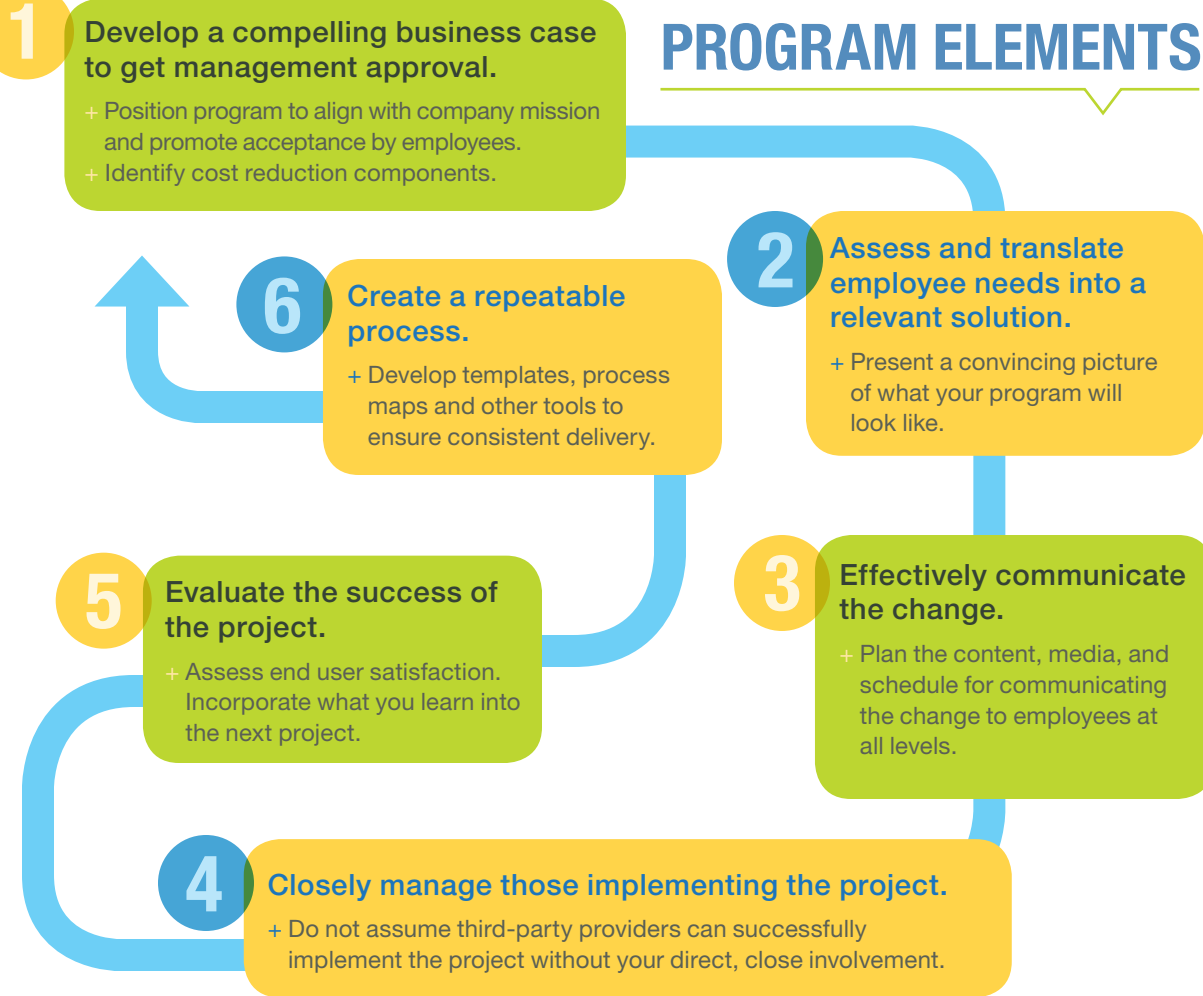 PROGRAM ELEMENTS
1
Develop a compelling business case
to get management approval.
+ Position program to align with company mission
and promote acceptance by employees.
+ Identify cost reduction components.
2
Assess and translate
employee needs into a
relevant solution.
+ Present a convincing picture
of what your program will
look like.
3
Effectively communicate
the change.
+ Plan the content, media, and
schedule for communicating
the change to employees at
all levels.
4
Closely manage those implementing the project.
+ Do not assume third-party providers can successfully
implement the project without your direct, close involvement.
5
Evaluate the success of
the project.
+ Assess end user satisfaction.
Incorporate what you learn into
the next project.
6
Create a repeatable
process.
+ Develop templates, process
maps and other tools to
ensure consistent delivery.